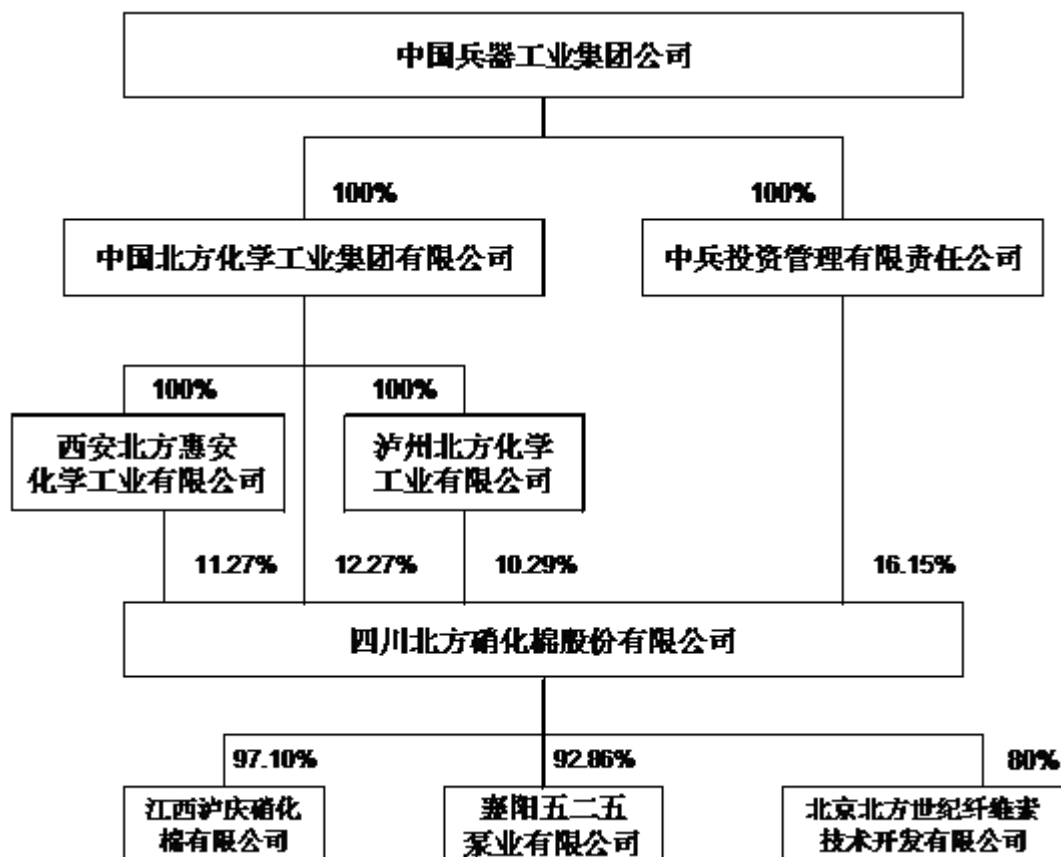 中国兵器工业集团公司
100%
100%
中国北方化学工业集团有限公司
中兵投资管理有限责任公司
100%
100%
西安北方惠安
化学工业有限公司
泸州北方化学
工业有限公司
11.27%
12.27%
10.29%
16.15%
四川北方硝化棉股份有限公司
97.10%
92.86%
80%
江西泸庆硝化
棉有限公司
襄阳五二五
泵业有限公司
北京北方世纪纤维素
技术开发有限公司